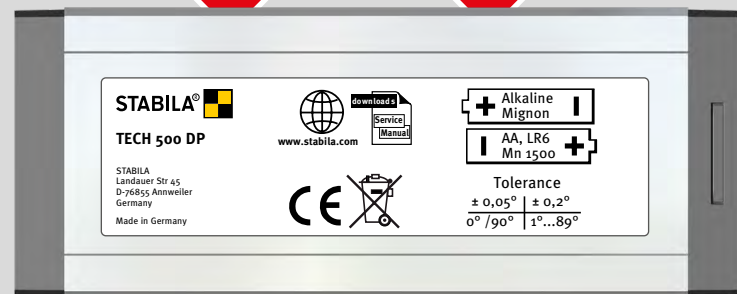 STABILA®
TECH 500 DP
STABILA
Landauer Str 45
D-76855 Annweiler
Germany
Made in Germany
downloads
Service
Manual
www.stabila.com
CE
+ Alkaline
Mignon
AA, LR6 +
Mn 1500
Tolerance
± 0,05° ± 0,2°
0° /90° 1°...89°